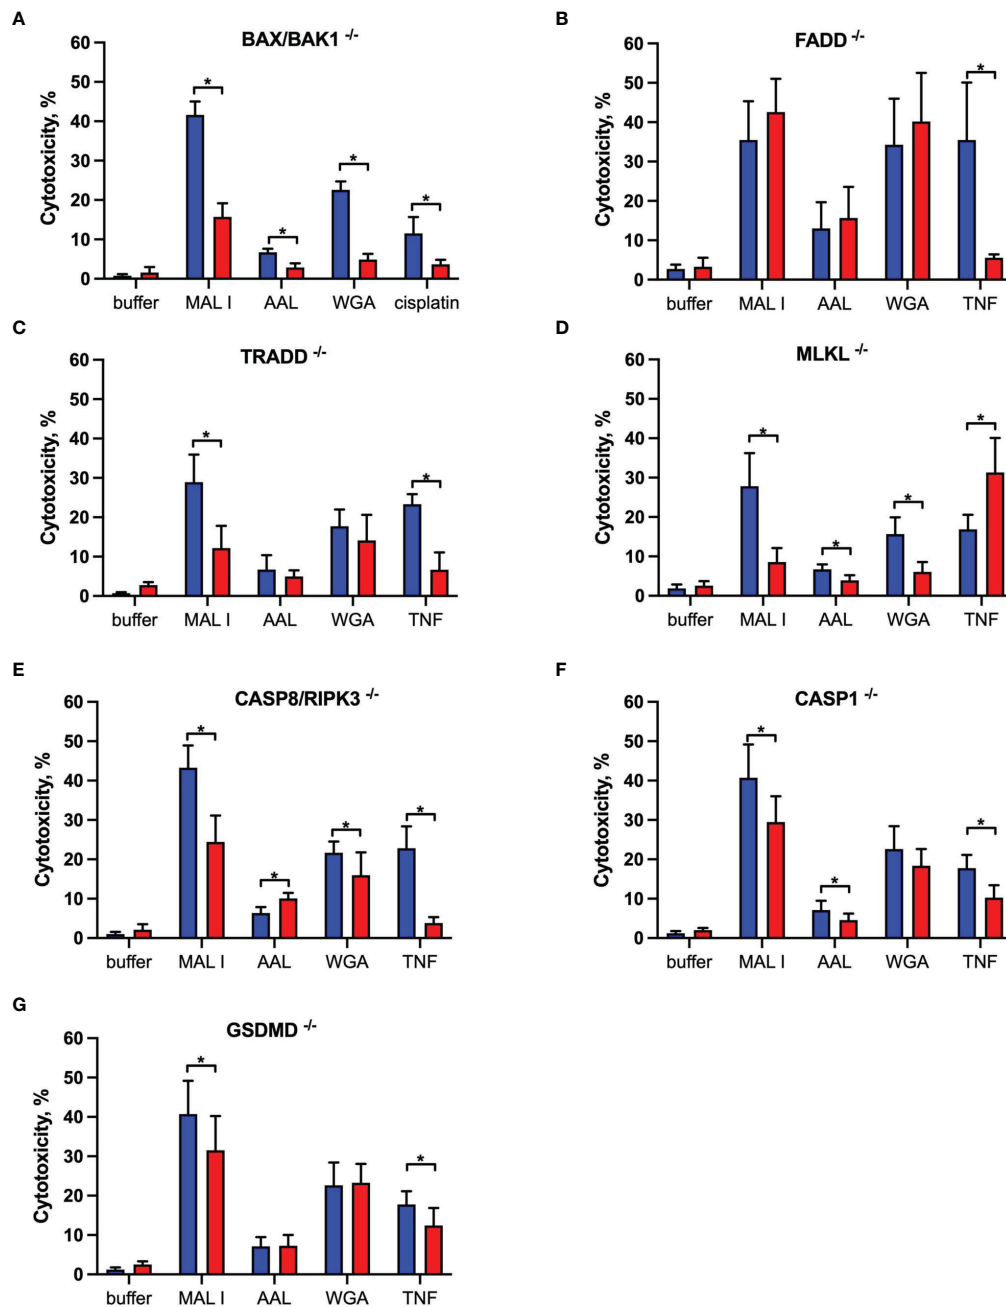 A
BAX/BAK1 -/-
Cytotoxicity, %
60
50
40
30
20
10
0
*
*
*
*
buffer MAL I AAL WGA cisplatin
B
FADD -/-
Cytotoxicity, %
60
50
40
30
20
10
0
*
buffer MAL I AAL WGA TNF
C
TRADD -/-
Cytotoxicity, %
60
50
40
30
20
10
0
*
*
buffer MAL I AAL WGA TNF
D
MLKL -/-
Cytotoxicity, %
60
50
40
30
20
10
0
*
*
*
*
buffer MAL I AAL WGA TNF
E
CASP8/RIPK3 -/-
Cytotoxicity, %
60
50
40
30
20
10
0
*
*
*
*
buffer MAL I AAL WGA TNF
F
CASP1 -/-
Cytotoxicity, %
60
50
40
30
20
10
0
*
*
*
buffer MAL I AAL WGA TNF
G
GSDMD -/-
Cytotoxicity, %
60
50
40
30
20
10
0
*
*
buffer MAL I AAL WGA TNF